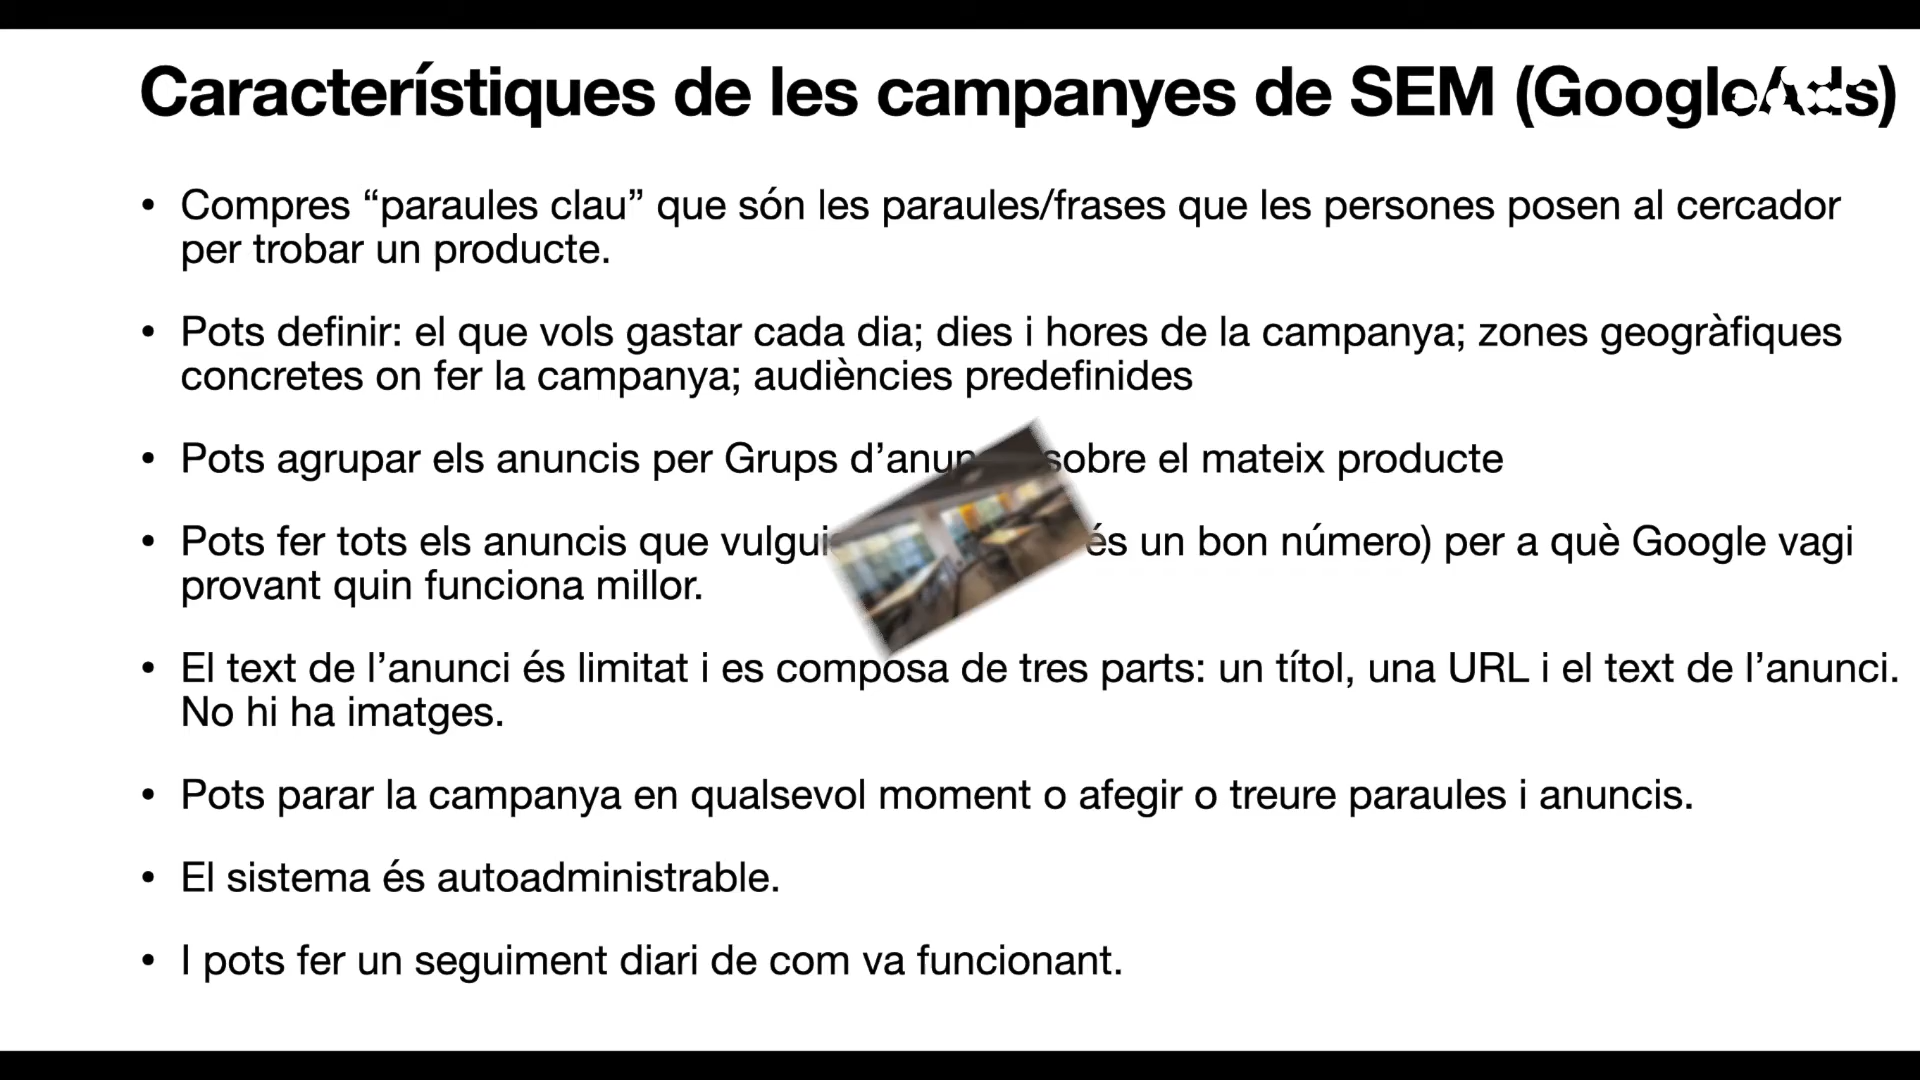 Característiques de les campanyes de SEM (GoogleAds)
• Compres “paraules clau” que són les paraules/frases que les persones posen al cercador
per trobar un producte.
• Pots definir: el que vols gastar cada dia; dies i hores de la campanya; zones geogràfiques
concretes on fer la campanya; audiències predefinides
• Pots agrupar els anuncis per Grups sobre el mateix producte
• Pots fer tots els anuncis que és un bon número) per a què Google vagi
provant quin funciona millor.
• El text de l’anunci és limitat i es composa de tres parts: un títol, una URL i el text de l’anunci.
No hi ha imatges.
• Pots parar la campanya en qualsevol moment o afegir o treure paraules i anuncis.
• El sistema és autoadministrable.
• I pots fer un seguiment diari de com va funcionant.